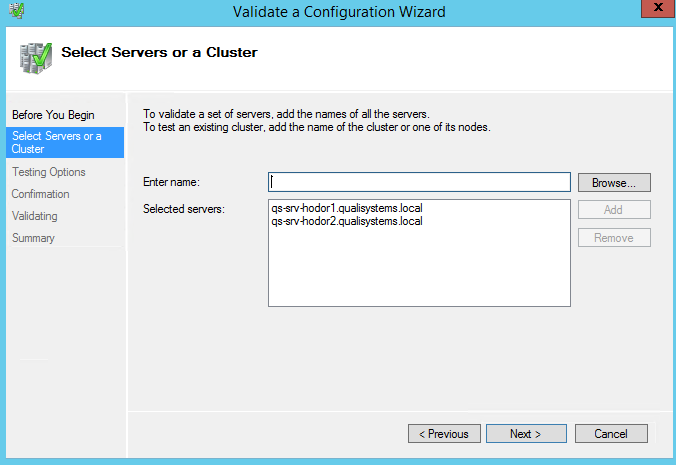 Validate a Configuration Wizard
x
Select Servers or a Cluster
Before You Begin
Select Servers or a
Cluster
Testing Options
Confirmation
Validating
Summary
To validate a set of servers, add the names of all the servers.
To test an existing cluster, add the name of the cluster or one of its nodes.
Enter name:
Browse...
Selected servers:
qs-srv-hodor1.qualisystems.local
qs-srv-hodor2.qualisystems.local
Add
Remove
< Previous
Next >
Cancel